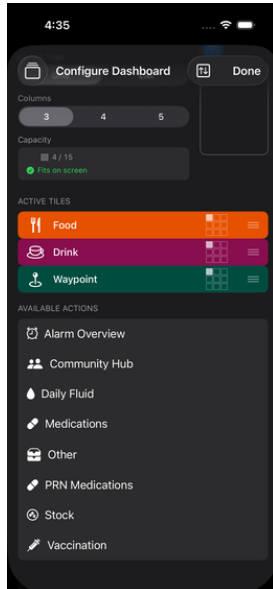 4:35
Configure Dashboard
Done
Columns
3
4
5
Capacity
4 / 15
Fits on screen
ACTIVE TILES
Food
Drink
Waypoint
AVAILABLE ACTIONS
Alarm Overview
Community Hub
Daily Fluid
Medications
Other
PRN Medications
Stock
Vaccination